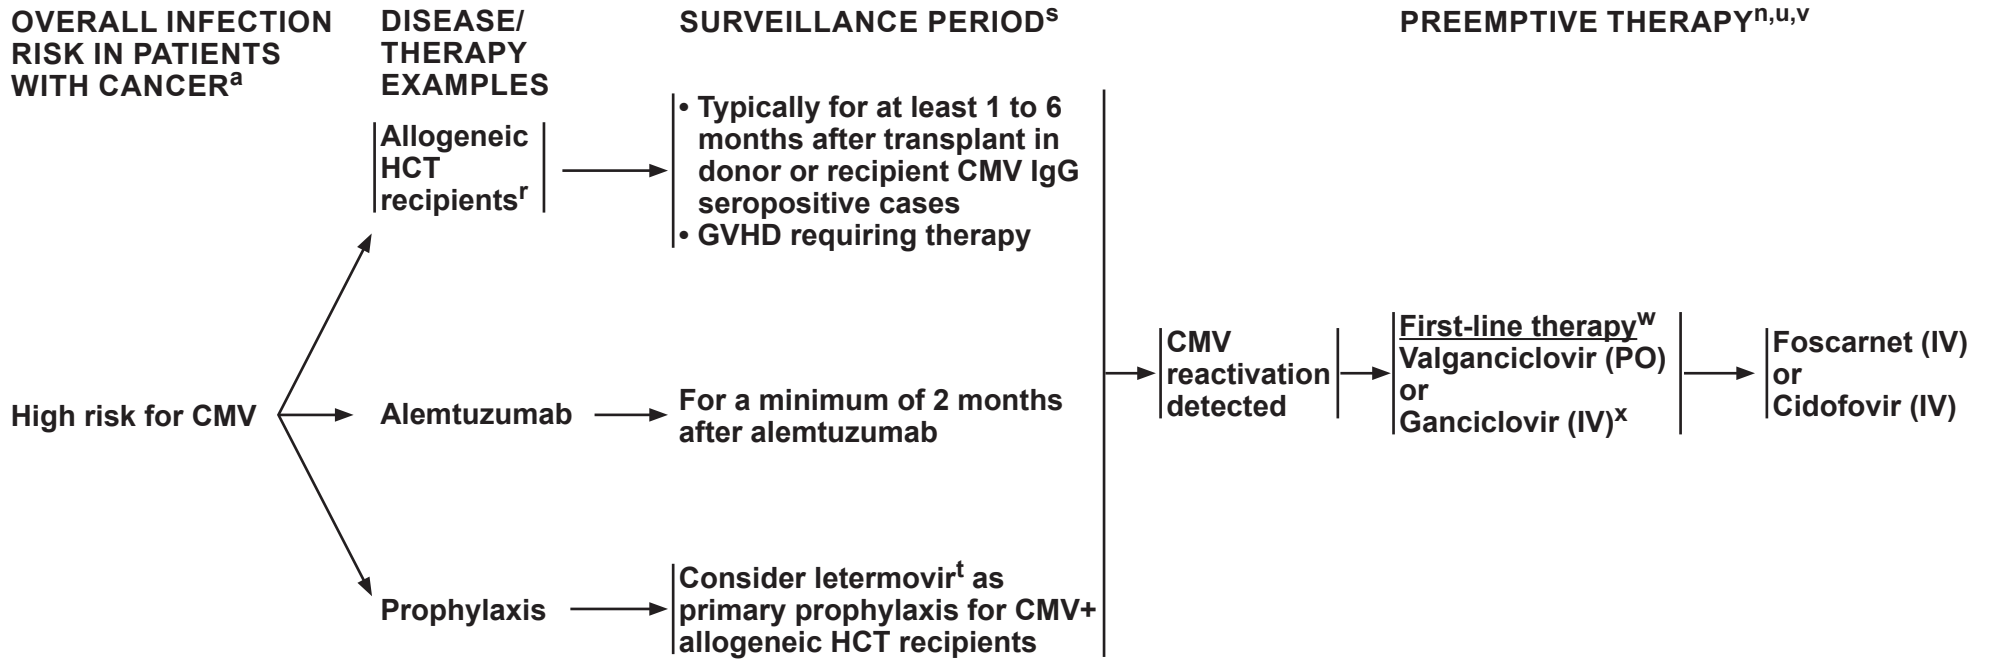 OVERALL INFECTION
RISK IN PATIENTS
WITH CANCERa
DISEASE/
THERAPY
EXAMPLES
SURVEILLANCE PERIODs
PREEMPTIVE THERAPYn,u,v
High risk for CMV
Allogeneic
HCT
recipientsr
• Typically for at least 1 to 6
months after transplant in
donor or recipient CMV IgG
seropositive cases
• GVHD requiring therapy
Alemtuzumab
For a minimum of 2 months
after alemtuzumab
Prophylaxis
Consider letermovirt as
primary prophylaxis for CMV+
allogeneic HCT recipients
CMV
reactivation
detected
First-line therapyw
Valganciclovir (PO)
or
Ganciclovir (IV)x
Foscarnet (IV)
or
Cidofovir (IV)